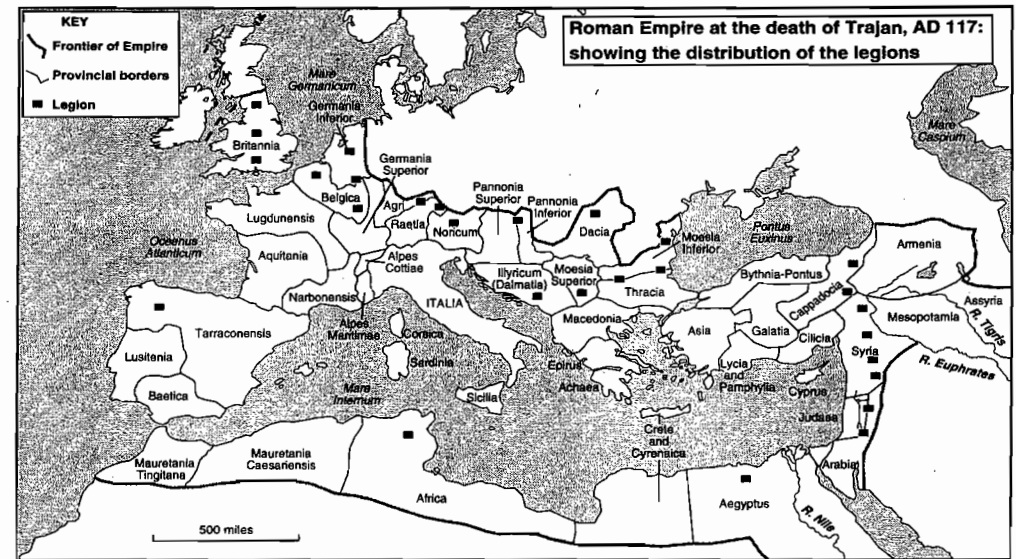 KEY
Frontier of Empire
Provincial borders
Legion
Roman Empire at the death of Trajan, AD 117:
showing the distribution of the legions
Mare
Germanicum
Germania
Inferior
Mare
Caspium
Britannia
Germania
Superior
Belgica
Agri
Pannonia
Superior
Pannonia
Inferior
Lugdunensis
Raetia
Noricum
Dacia
Oceanus
Atlanticum
Aquitania
Alpes
Cottiae
Moesia
Inferior
Pontus
Euxinus
Armenia
Illyricum
(Dalmatia)
Moesia
Superior
Thracia
Bythnia-Pontus
Narbonensis
ITALIA
Cappadocia
Assyria
Mesopotamia
R. Tigris
Alpes
Maritimae
Corsica
Macedonia
Asia
Galatia
Cilicia
Tarraconensis
Lusitenia
Sardinia
Epirus
Achaea
Lycia
and
Pamphylia
Syria
R. Euphrates
Baetica
Mare
Internum
Sicilia
Cyprus
Judaea
Crete
and
Cyrenaica
Mauretania
Tingitana
Mauretania
Caesariensis
Africa
Arabia
Aegyptus
R. Nile
500 miles